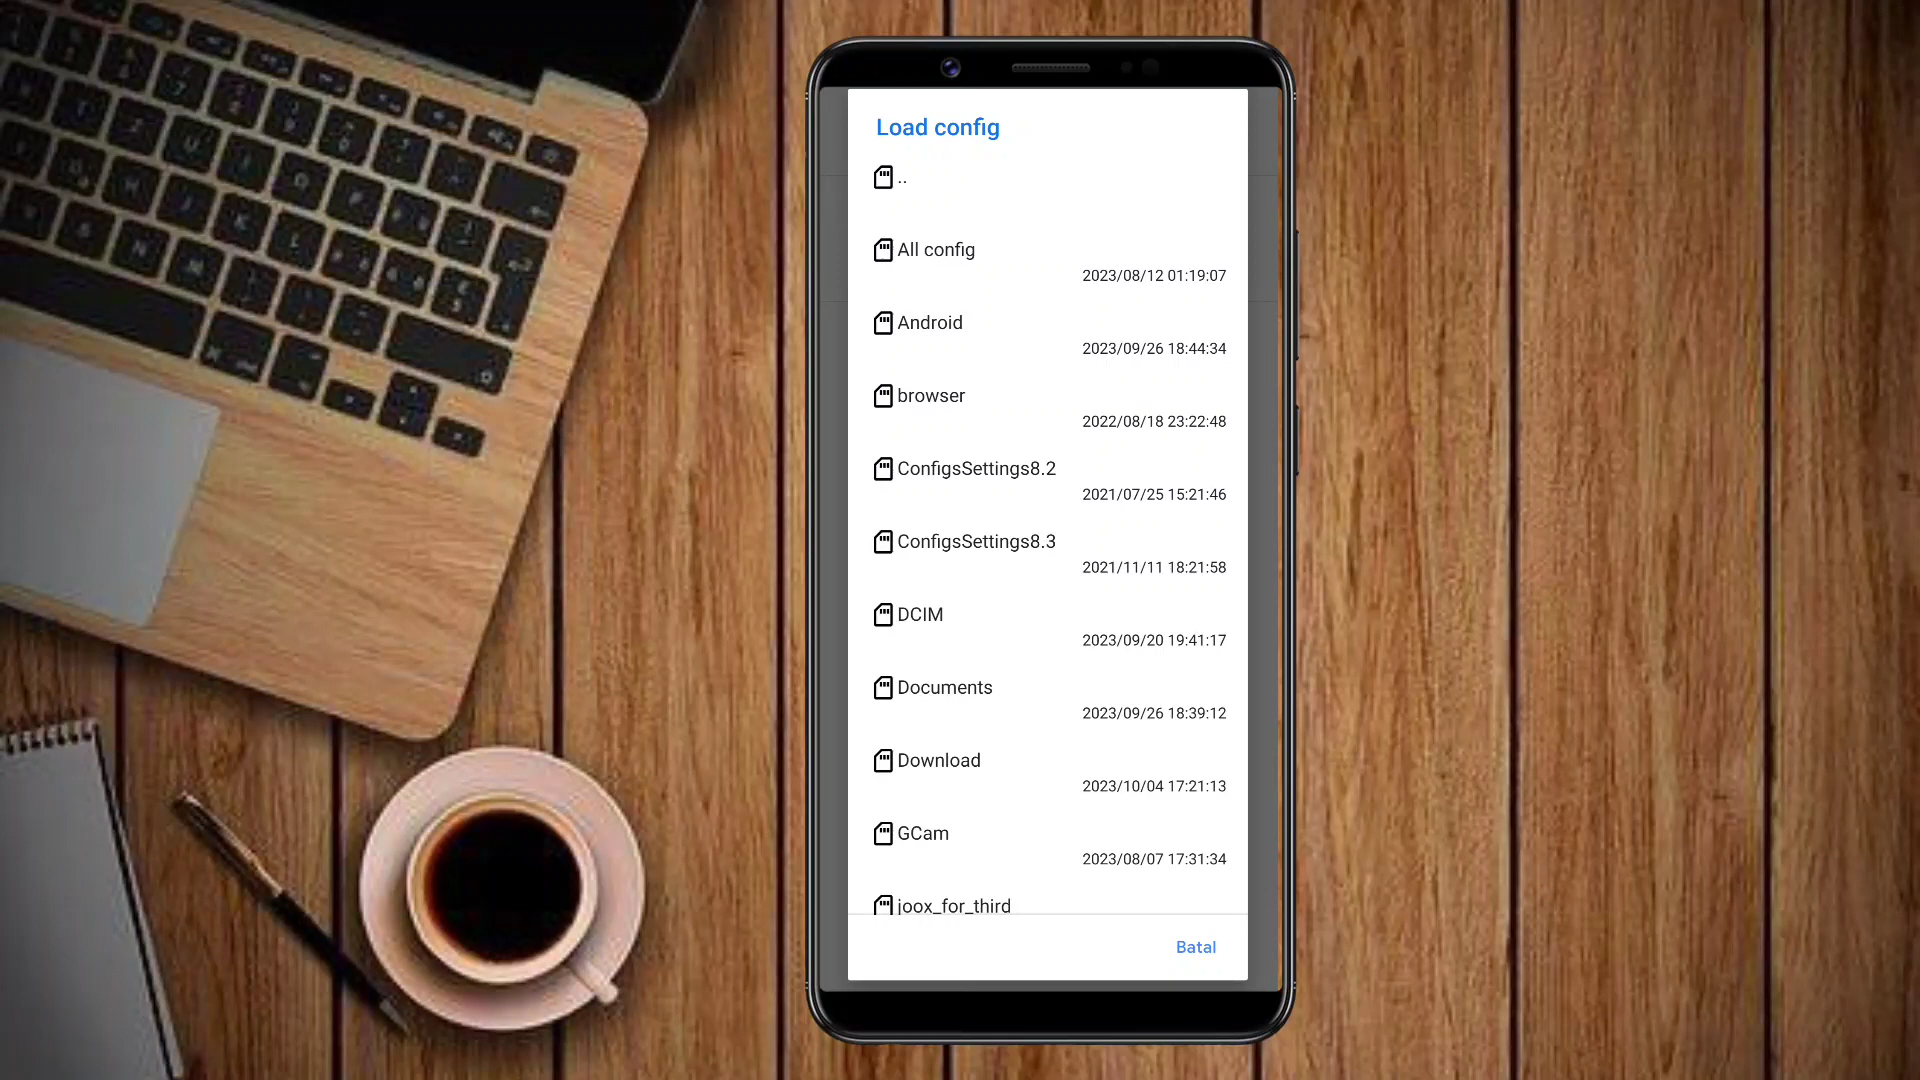 Load config
..
All config
2023/08/12 01:19:07
Android
2023/09/26 18:44:34
browser
2022/08/18 23:22:48
ConfigsSettings8.2
2021/07/25 15:21:46
ConfigsSettings8.3
2021/11/11 18:21:58
DCIM
2023/09/20 19:41:17
Documents
2023/09/26 18:39:12
Download
2023/10/04 17:21:13
GCam
2023/08/07 17:31:34
joox_for_third
Batal